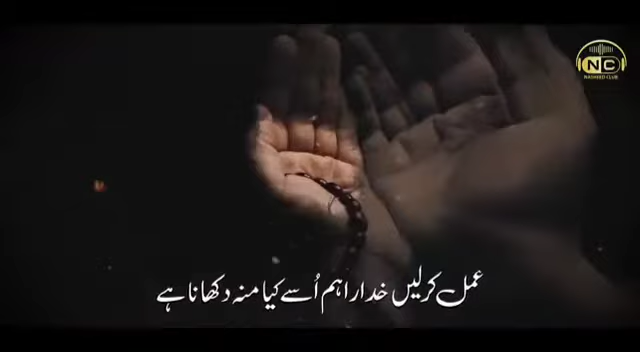 NC
NASHEED CLUB
عمل کرلیں خدارا ہم اُسے کیا منہ دکھانا ہے